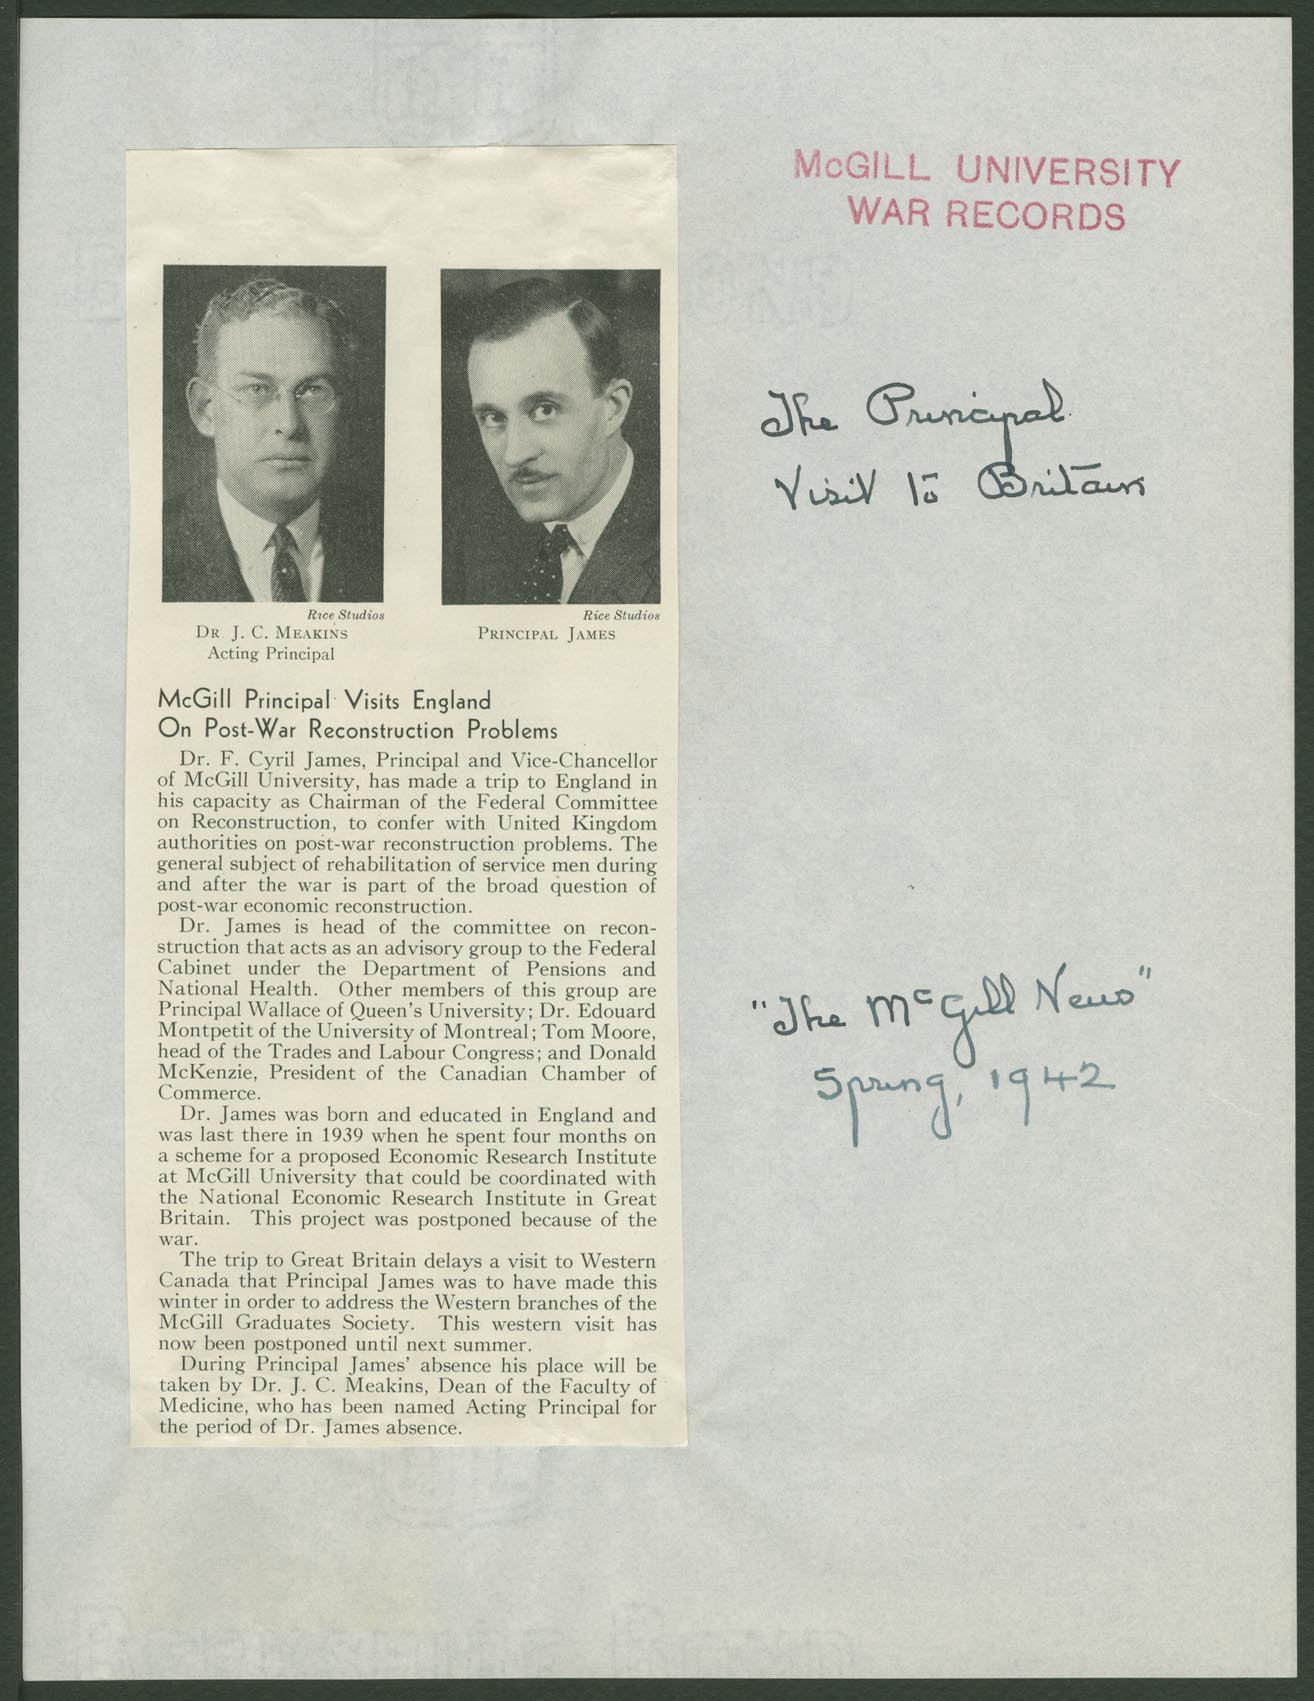 McGILL UNIVERSITY
WAR RECORDS
The Principal
Visit to Britain
Rice Studios
DR J. C. MEAKINS
Acting Principal
Rice Studios
PRINCIPAL JAMES
McGill Principal Visits England
On Post-War Reconstruction Problems
Dr. F. Cyril James, Principal and Vice-Chancellor
of McGill University, has made a trip to England in
his capacity as Chairman of the Federal Committee
on Reconstruction, to confer with United Kingdom
authorities on post-war reconstruction problems. The
general subject of rehabilitation of service men during
and after the war is part of the broad question of
post-war economic reconstruction.
Dr. James is head of the committee on recon-
struction that acts as an advisory group to the Federal
Cabinet under the Department of Pensions and
National Health. Other members of this group are
Principal Wallace of Queen's University; Dr. Edouard
Montpetit of the University of Montreal; Tom Moore,
head of the Trades and Labour Congress; and Donald
McKenzie, President of the Canadian Chamber of
Commerce.
Dr. James was born and educated in England and
was last there in 1939 when he spent four months on
a scheme for a proposed Economic Research Institute
at McGill University that could be coordinated with
the National Economic Research Institute in Great
Britain. This project was postponed because of the
war.
The trip to Great Britain delays a visit to Western
Canada that Principal James was to have made this
winter in order to address the Western branches of the
McGill Graduates Society. This western visit has
now been postponed until next summer.
During Principal James' absence his place will be
taken by Dr. J. C. Meakins, Dean of the Faculty of
Medicine, who has been named Acting Principal for
the period of Dr. James absence.
"The McGill News"
Spring, 1942